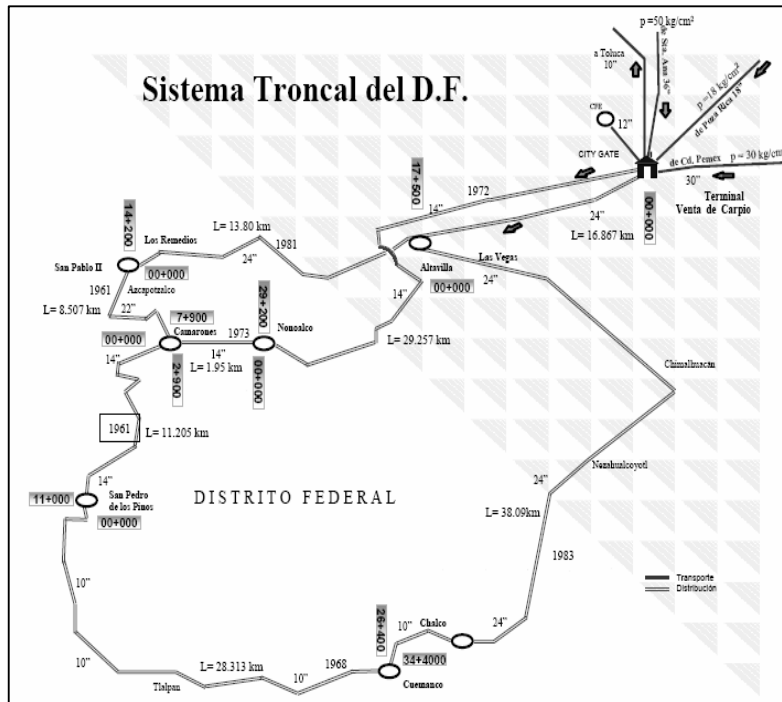 p =50 kg/cm²
a Toluca
10"
de Sta. Ana 36"
p =18 kg/cm²
de Poza Rica 18"
Sistema Troncal del D.F.
CFE
12"
CITY GATE
de Cd. Pemex
p = 30 kg/cm²
30"
Terminal
Venta de Carpio
00+000
17+500
1972
14"
24"
L= 16.867 km
14+200
Los Remedios
L= 13.80 km
1981
24"
San Pablo II
00+000
Altavilla
00+000
Las Vegas
24"
1961
Azcapotzalco
L= 8.507 km
22"
7+900
29+200
14"
00+000
Camarones
1973
Nonoalco
14"
L= 1.95 km
L= 29.257 km
14"
2+900
00+000
Chimalhuacán
1961
L= 11.205 km
Nezahualcoyotl
14"
24"
11+000
San Pedro
de los Pinos
00+000
DISTRITO FEDERAL
L= 38.09km
1983
Transporte
Distribución
10"
26+400
10"
Chalco
24"
10"
L= 28.313 km
1968
34+4000
Tlalpan
10"
Cuemanco